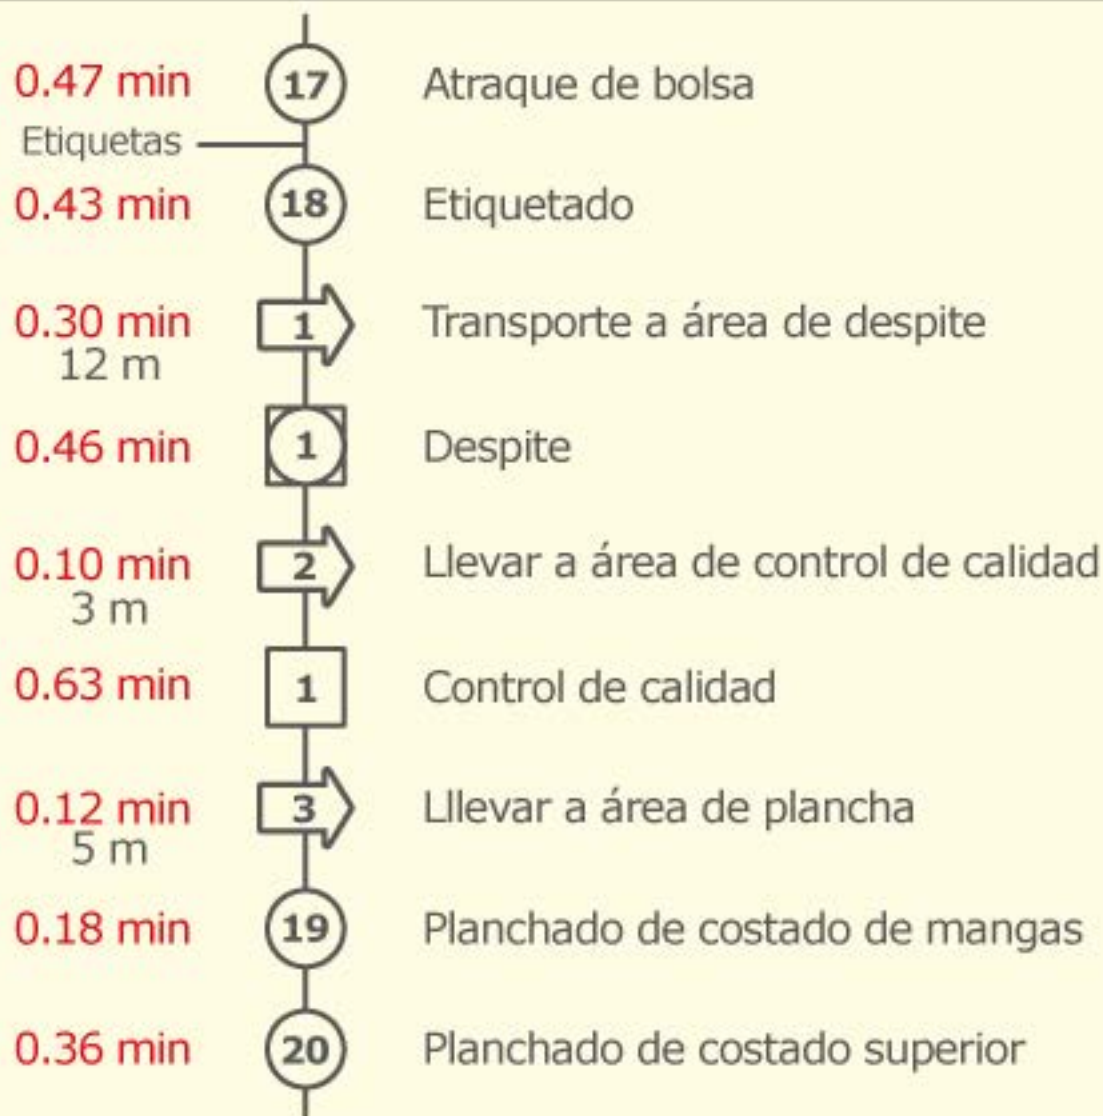 0.47 min 17 Atraque de bolsa
Etiquetas
0.43 min 18 Etiquetado
0.30 min 1 Transporte a área de despite
12 m
0.46 min 1 Despite
0.10 min 2 Llevar a área de control de calidad
3 m
0.63 min 1 Control de calidad
0.12 min 3 Lllevar a área de plancha
5 m
0.18 min 19 Planchado de costado de mangas
0.36 min 20 Planchado de costado superior